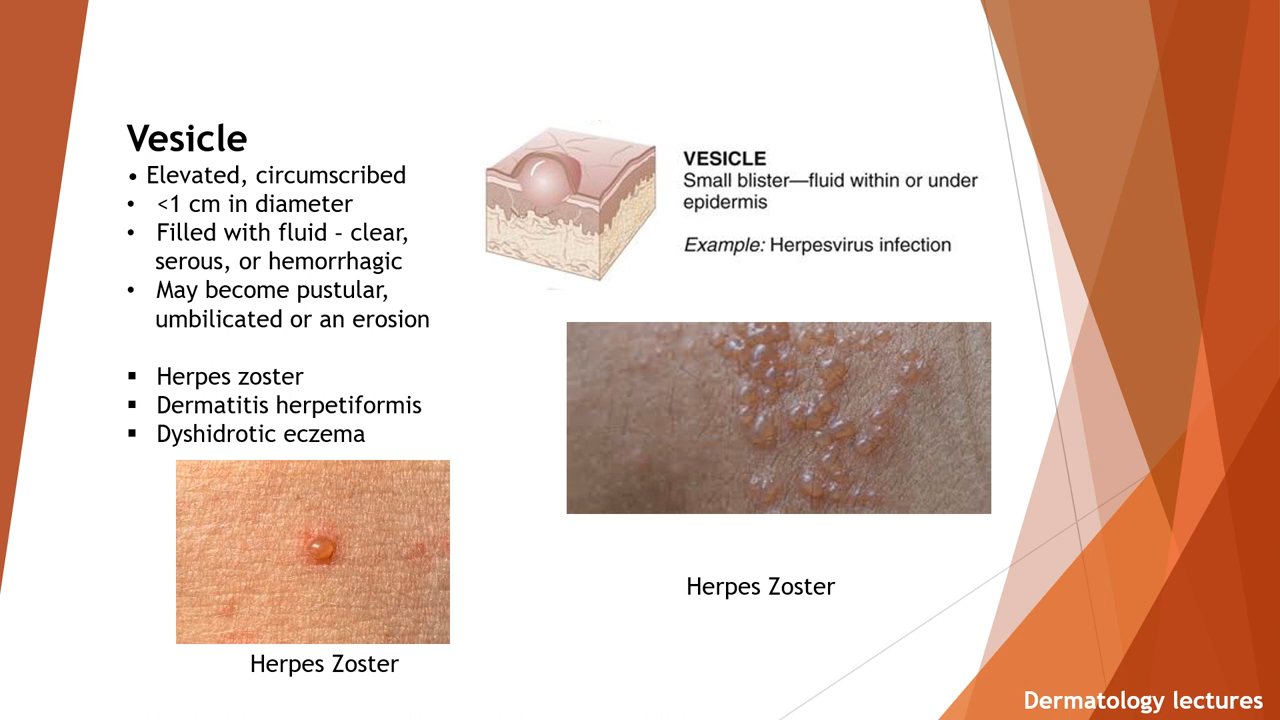 Vesicle
• Elevated, circumscribed
• <1 cm in diameter
• Filled with fluid – clear,
serous, or hemorrhagic
• May become pustular,
umbilicated or an erosion
▪ Herpes zoster
▪ Dermatitis herpetiformis
▪ Dyshidrotic eczema
Herpes Zoster
VESICLE
Small blister—fluid within or under
epidermis
Example: Herpesvirus infection
Herpes Zoster
Dermatology lectures